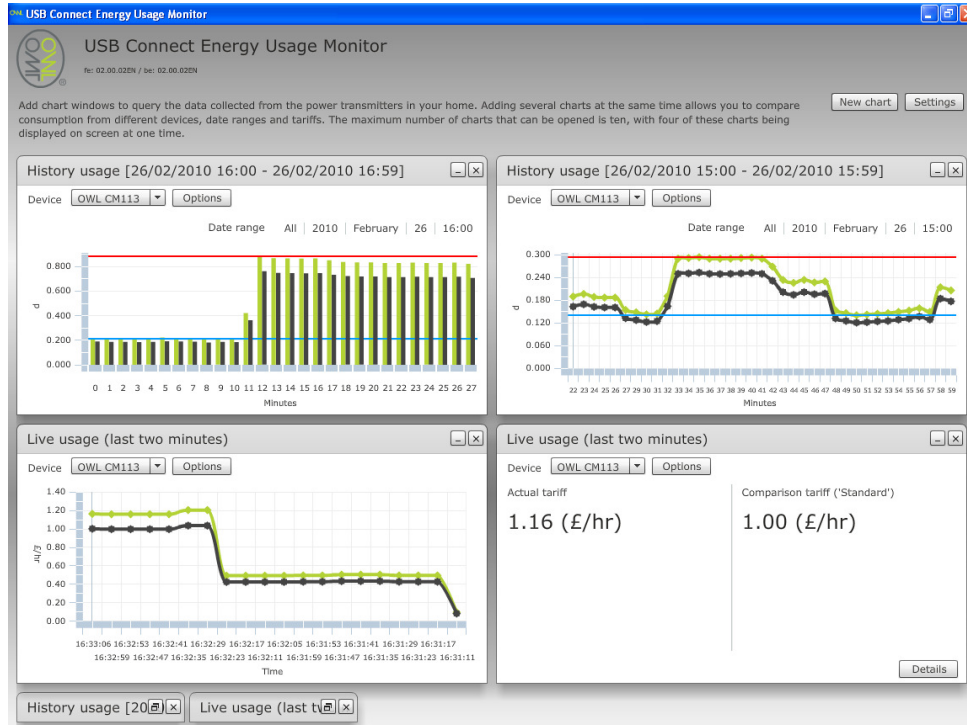 OWL USB Connect Energy Usage Monitor
OWL
OWL
®
USB Connect Energy Usage Monitor
fe: 02.00.02EN / be: 02.00.02EN
Add chart windows to query the data collected from the power transmitters in your home. Adding several charts at the same time allows you to compare
consumption from different devices, date ranges and tariffs. The maximum number of charts that can be opened is ten, with four of these charts being
displayed on screen at one time.
New chart
Settings
History usage [26/02/2010 16:00 - 26/02/2010 16:59]
Device OWL CM113 Options
Date range All 2010 February 26 16:00
0.800
0.600
0.400
0.200
0.000
d
0 1 2 3 4 5 6 7 8 9 10 11 12 13 14 15 16 17 18 19 20 21 22 23 24 25 26 27
Minutes
History usage [26/02/2010 15:00 - 26/02/2010 15:59]
Device OWL CM113 Options
Date range All 2010 February 26 15:00
0.300
0.240
0.180
0.120
0.060
0.000
d
22 23 24 25 26 27 29 30 31 32 33 34 35 36 37 38 39 40 41 42 43 44 45 46 47 48 49 50 51 52 53 54 55 56 57 58 59
Minutes
Live usage (last two minutes)
Device OWL CM113 Options
1.40
1.20
1.00
0.80
0.60
0.40
0.20
0.00
£/hr
16:33:06 16:32:53 16:32:41 16:32:29 16:32:17 16:32:05 16:31:53 16:31:41 16:31:29 16:31:17
16:32:59 16:32:47 16:32:35 16:32:23 16:32:11 16:31:59 16:31:47 16:31:35 16:31:23 16:31:11
Time
Live usage (last two minutes)
Device OWL CM113 Options
Actual tariff
1.16 (£/hr)
Comparison tariff ('Standard')
1.00 (£/hr)
Details
History usage [20
Live usage (last t